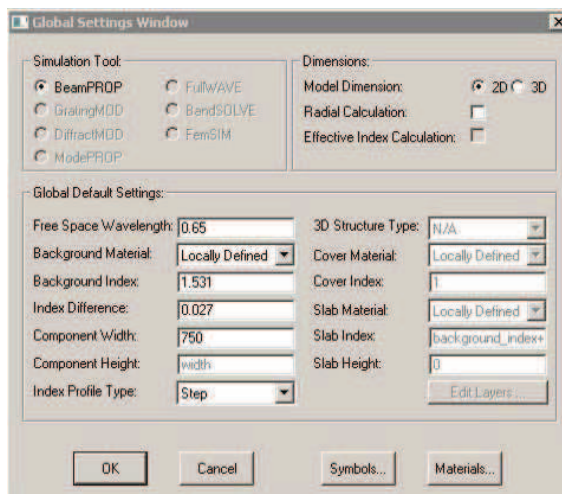 Global Settings Window
Simulation Tool:
BeamPROP
FullWAVE
GratingMOD
BandSOLVE
DiffractMOD
FemSIM
ModePROP
Dimensions:
Model Dimension: 2D 3D
Radial Calculation:
Effective Index Calculation:
Global Default Settings:
Free Space Wavelength: 0.65
3D Structure Type: N/A
Background Material: Locally Defined
Cover Material: Locally Defined
Background Index: 1.531
Cover Index: 1
Index Difference: 0.027
Slab Material: Locally Defined
Component Width: 750
Slab Index: background_index+
Component Height: width
Slab Height: 0
Index Profile Type: Step
Edit Layers...
OK
Cancel
Symbols...
Materials...